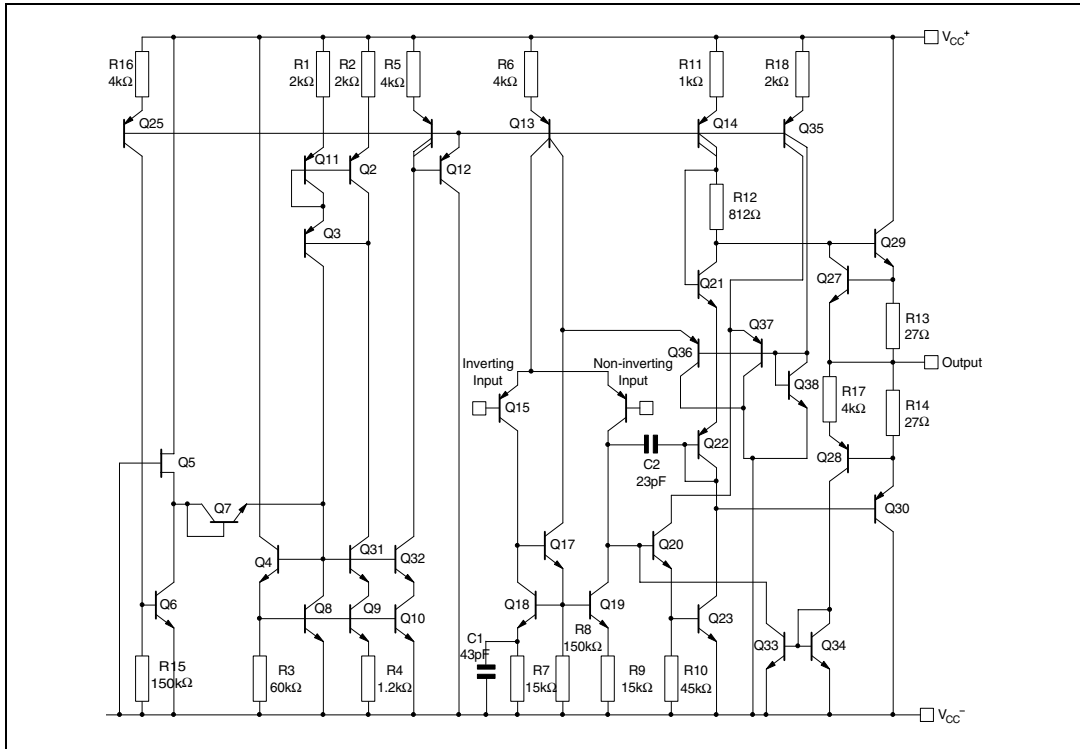 VCC+
R16
4kΩ
R1
2kΩ
R2
2kΩ
R5
4kΩ
R6
4kΩ
R11
1kΩ
R18
2kΩ
Q25
Q13
Q14
Q35
Q11
Q2
Q12
R12
812Ω
Q3
Q29
Q21
Q27
R13
27Ω
Q37
Q36
Inverting
Input
Non-inverting
Input
Output
Q38
R17
4kΩ
R14
27Ω
Q15
Q22
C2
23pF
Q28
Q5
Q7
Q30
Q4
Q31
Q32
Q17
Q20
Q6
Q8
Q9
Q10
Q18
Q19
Q23
C1
43pF
R8
150kΩ
Q33
Q34
R15
150kΩ
R3
60kΩ
R4
1.2kΩ
R7
15kΩ
R9
15kΩ
R10
45kΩ
VCC-